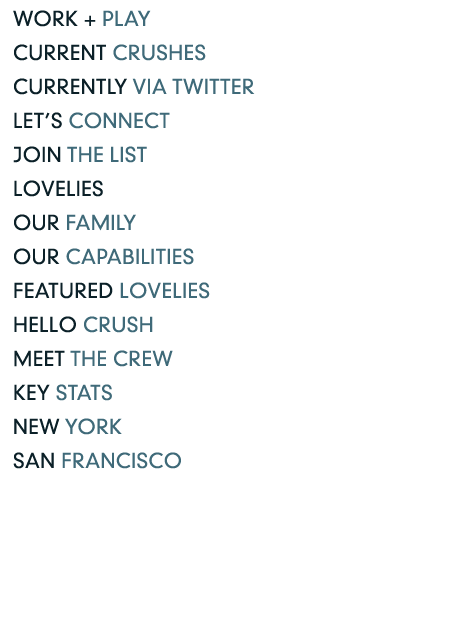 WORK + PLAY
CURRENT CRUSHES
CURRENTLY VIA TWITTER
LET’S CONNECT
JOIN THE LIST
LOVELIES
OUR FAMILY
OUR CAPABILITIES
FEATURED LOVELIES
HELLO CRUSH
MEET THE CREW
KEY STATS
NEW YORK
SAN FRANCISCO